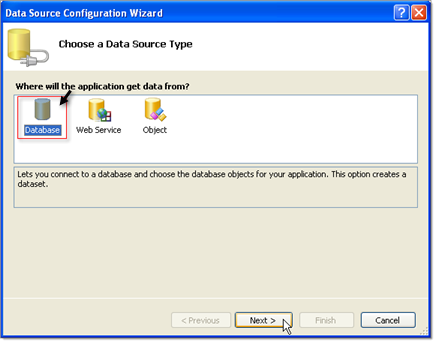 Data Source Configuration Wizard
Choose a Data Source Type
Where will the application get data from?
Database Web Service Object
Lets you connect to a database and choose the database objects for your application. This option creates a
dataset.
< Previous Next > Finish Cancel